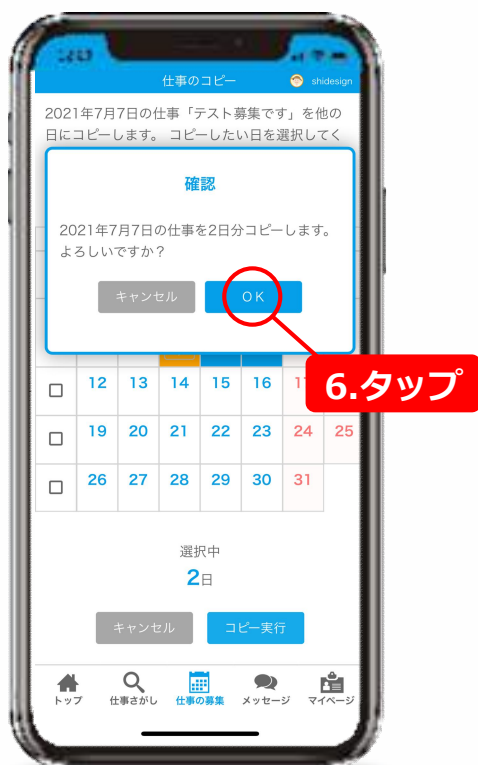 仕事のコピー
shidesign
2021年7月7日の仕事「テスト募集です」を他の
日にコピーします。 コピーしたい日を選択してく
確認
2021年7月7日の仕事を2日分コピーします。
よろしいですか？
キャンセル OK
6.タップ
12 13 14 15 16
19 20 21 22 23 24 25
26 27 28 29 30 31
選択中
2日
キャンセル コピー実行
トップ 仕事さがし 仕事の募集 メッセージ マイページ